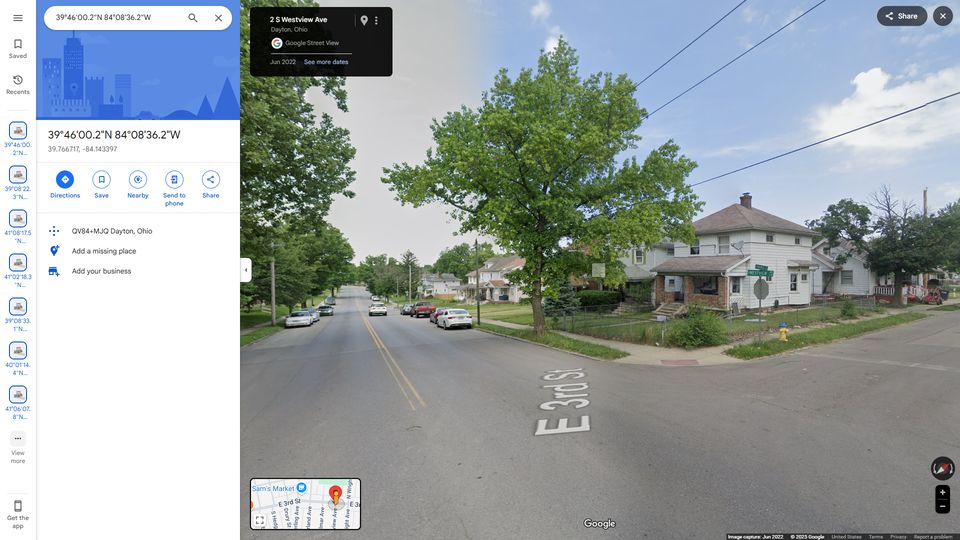 39°46'00.2"N 84°08'36.2"W
Saved
Recents
39°46'00.
2"N...
39°08'22.
3"N...
41°08'17.5
"N...
41°02'18.3
"N...
39°08'33.
1"N...
40°01'14.
4"N...
41°06'07.
8"N...
View
more
Get the
app
39°46'00.2"N 84°08'36.2"W
39.766717, -84.143397
Directions
Save
Nearby
Send to
phone
Share
QV84+MJQ Dayton, Ohio
Add a missing place
Add your business
2 S Westview Ave
Dayton, Ohio
Google Street View
Jun 2022 See more dates
Share
E 3rd St
Sam's Market
E 3rd St
Google
Image capture: Jun 2022 © 2023 Google United States Terms Privacy Report a problem